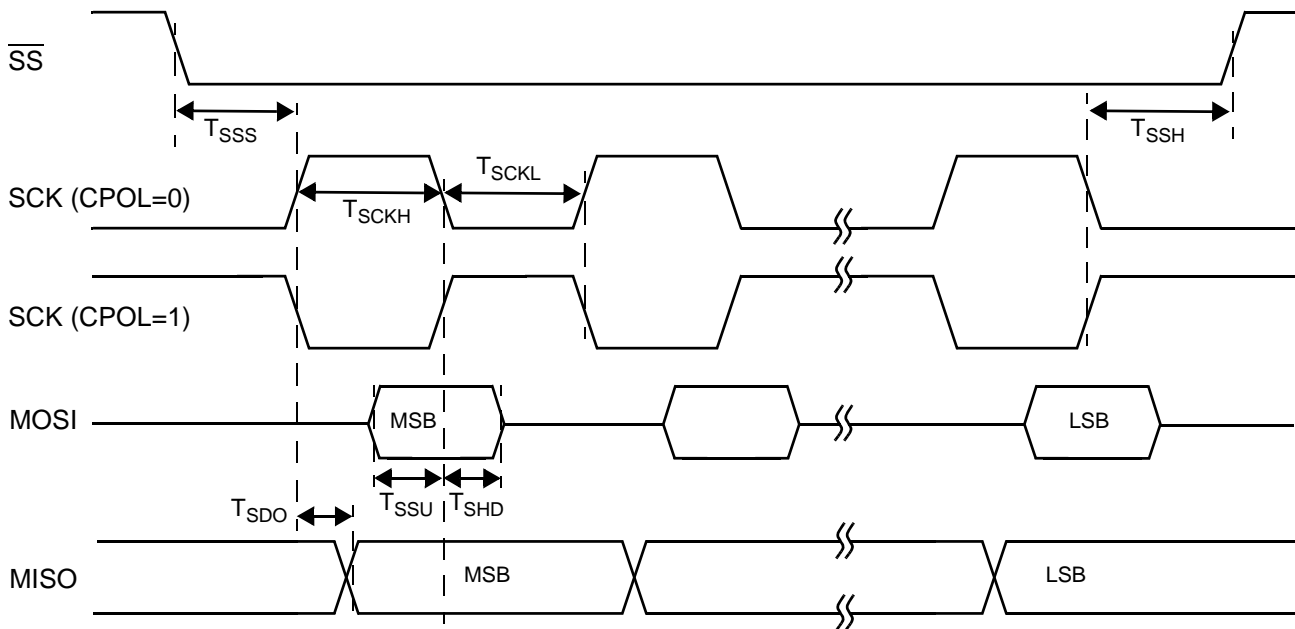 SS
TSSS
TSSH
SCK (CPOL=0)
TSCKH
TSCKL
SCK (CPOL=1)
MOSI
MSB
LSB
TSSU
TSHD
TSDO
MISO
MSB
LSB